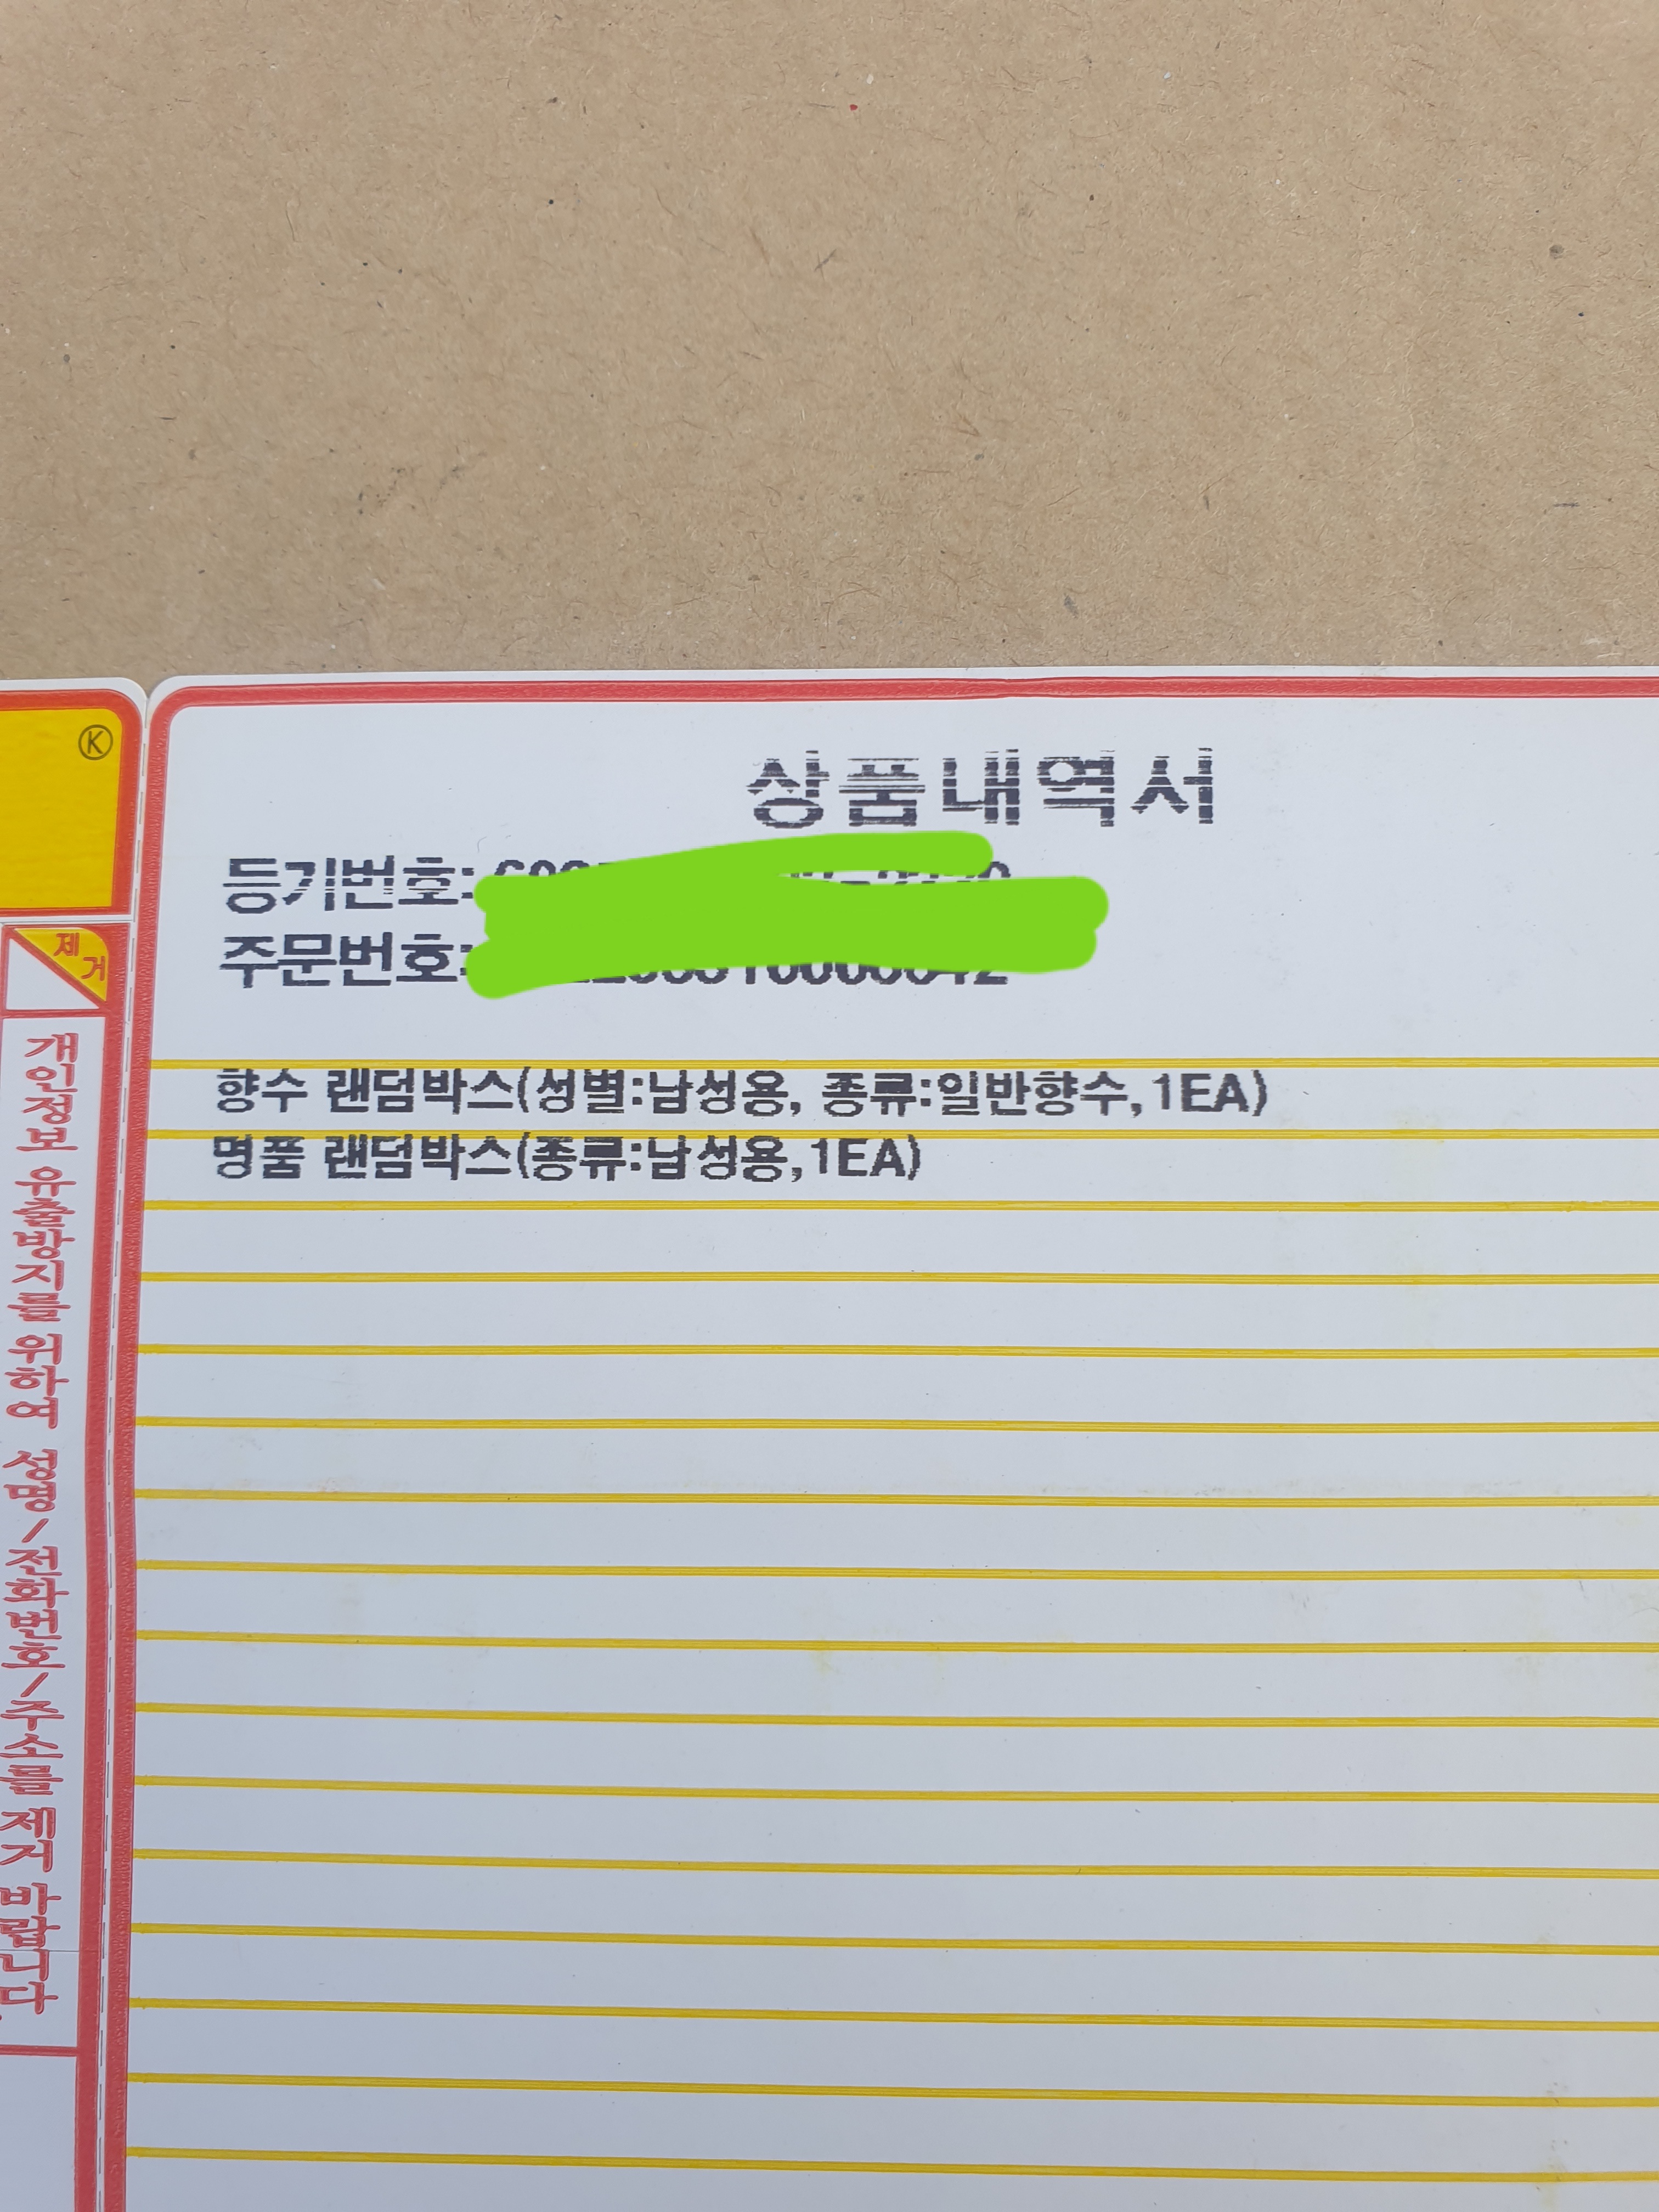 Ⓚ
상품내역서
등기번호:
주문번호:
제거
향수 랜덤박스(성별:남성용, 종류:일반향수,1EA)
명품 랜덤박스(종류:남성용,1EA)
개인정보 유출방지를 위하여 성명/전화번호/주소를 제거 바랍니다.